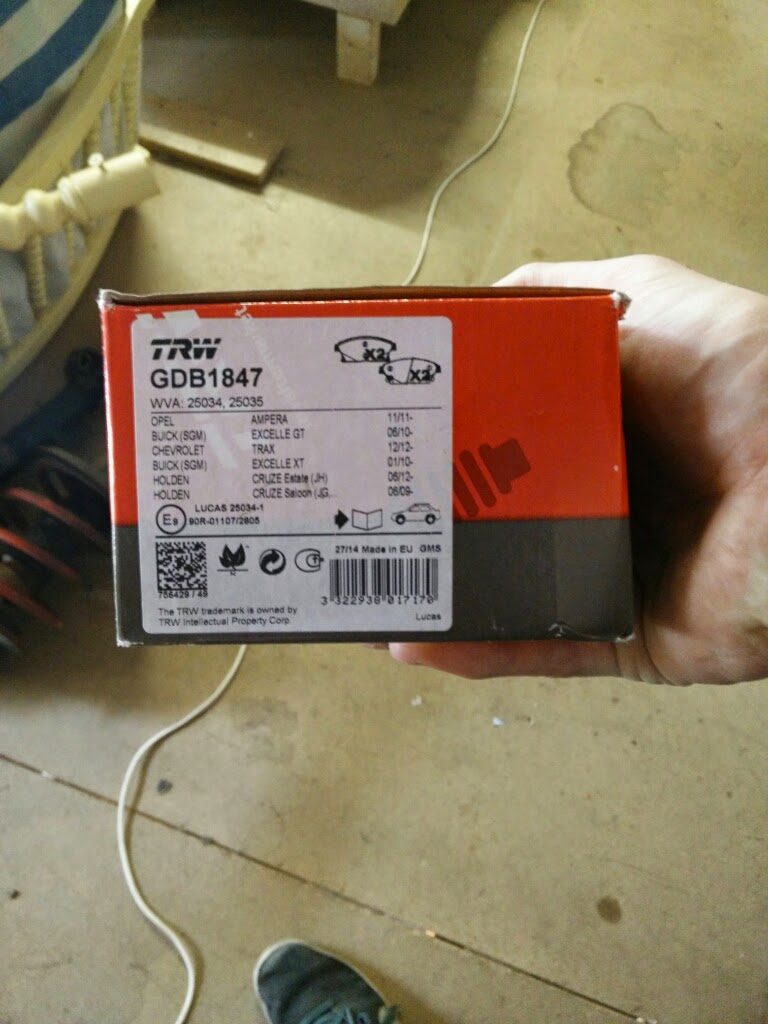 TRW
GDB1847
X2
X2
WVA: 25034, 25035
OPEL AMPERA 11/11-
BUICK (SGM) EXCELLE GT 06/10-
CHEVROLET TRAX 12/12-
BUICK (SGM) EXCELLE XT 01/10-
HOLDEN CRUZE Estate (JH) 06/12-
HOLDEN CRUZE Saloon (JG... 06/09-
LUCAS 25034-1
E9 90R-01107/2805
27/14 Made in EU GMS
756429 / 49
3 322938 017170
The TRW trademark is owned by
TRW Intellectual Property Corp.
Lucas